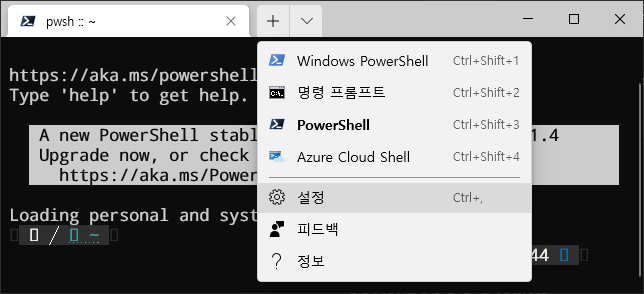 pwsh :: ~
https://aka.ms/powershell
Type 'help' to get help.
A new PowerShell stabl
1.4
Upgrade now, or check
https://aka.ms/Power
Loading personal and syst
/ ~
44
Windows PowerShell Ctrl+Shift+1
명령 프롬프트 Ctrl+Shift+2
PowerShell Ctrl+Shift+3
Azure Cloud Shell Ctrl+Shift+4
설정 Ctrl+,
피드백
정보